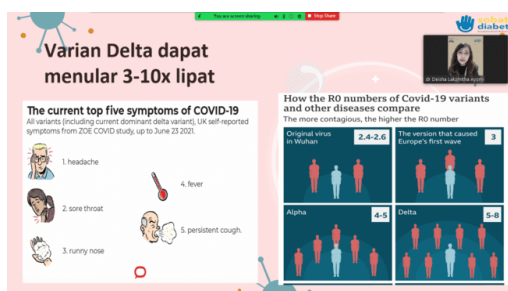 You are screen sharing
Stop Share
sobat
diabet
Varian Delta dapat
menular 3-10x lipat
The current top five symptoms of COVID-19
All variants (including current dominant delta variant), UK self-reported
symptoms from ZOE COVID study, up to June 23 2021.
1. headache
2. sore throat
3. runny nose
4. fever
5. persistent cough.
How the R0 numbers of Covid-19 variants
and other diseases compare
The more contagious, the higher the R0 number
Original virus
in Wuhan
2.4-2.6
The version that caused
Europe's first wave
3
Alpha
4-5
Delta
5-8